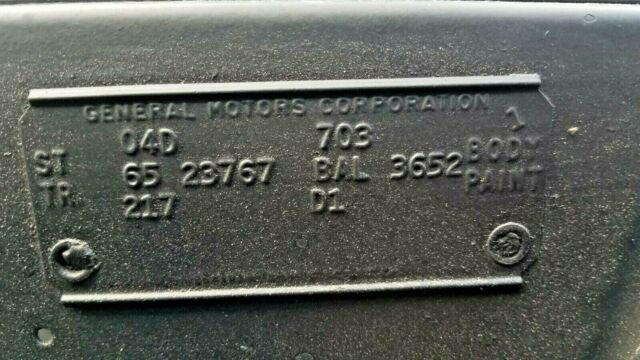 GENERAL MOTORS CORPORATION
04D 703 1
ST 65 23767 BAL 3652 BODY
TR 217 D1 PAINT